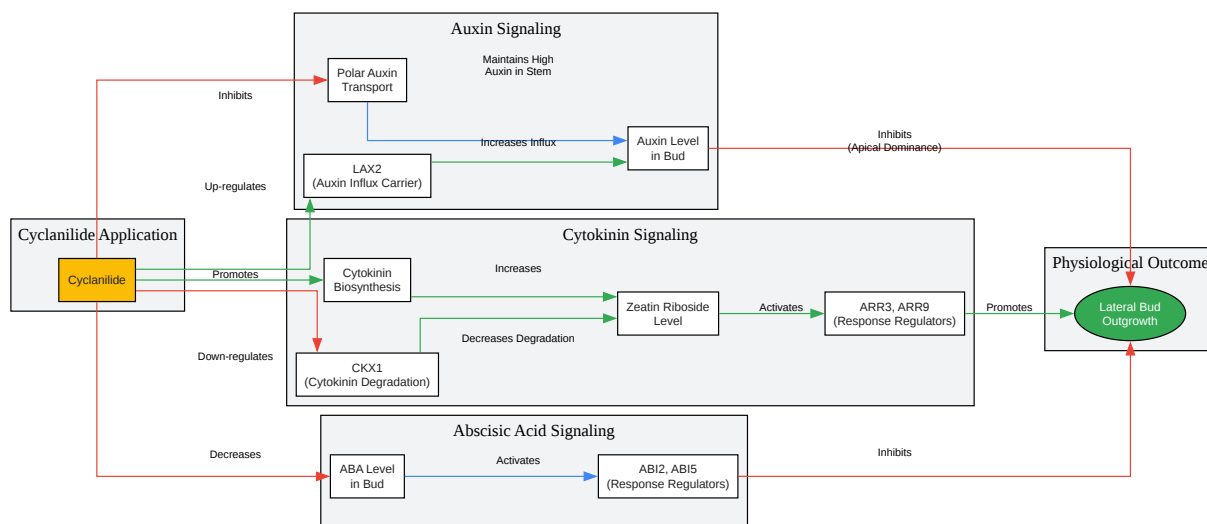 Auxin Signaling
Polar Auxin
Transport
Maintains High
Auxin in Stem
Inhibits
Increases Influx
Auxin Level
in Bud
Inhibits
(Apical Dominance)
LAX2
(Auxin Influx Carrier)
Up-regulates
Cyclanilide Application
Cyclanilide
Promotes
Cytokinin Signaling
Cytokinin
Biosynthesis
Increases
Zeatin Riboside
Level
Activates
ARR3, ARR9
(Response Regulators)
Promotes
Physiological Outcome
Lateral Bud
Outgrowth
Decreases Degradation
Down-regulates
CKX1
(Cytokinin Degradation)
Abscisic Acid Signaling
Decreases
ABA Level
in Bud
Activates
ABI2, ABI5
(Response Regulators)
Inhibits